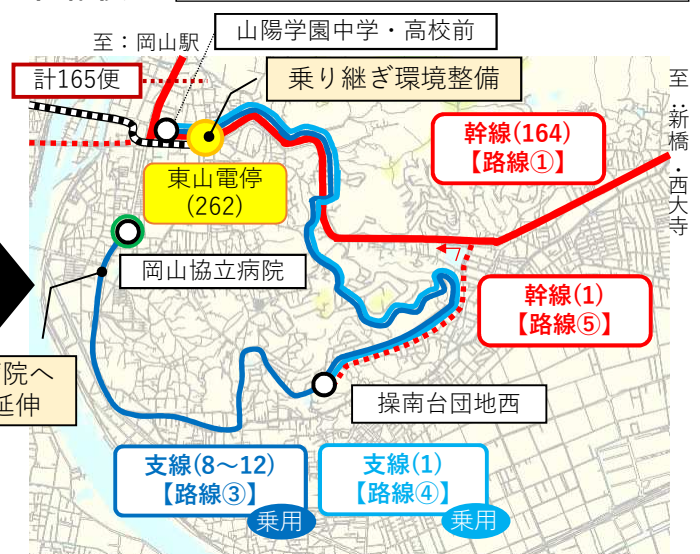 至：岡山駅
山陽学園中学・高校前
計165便
乗り継ぎ環境整備
至：新橋・西大寺
幹線(164)
【路線①】
東山電停
(262)
岡山協立病院
幹線(1)
【路線⑤】
院へ
延伸
操南台団地西
支線(8～12)
【路線③】
乗用
支線(1)
【路線④】
乗用